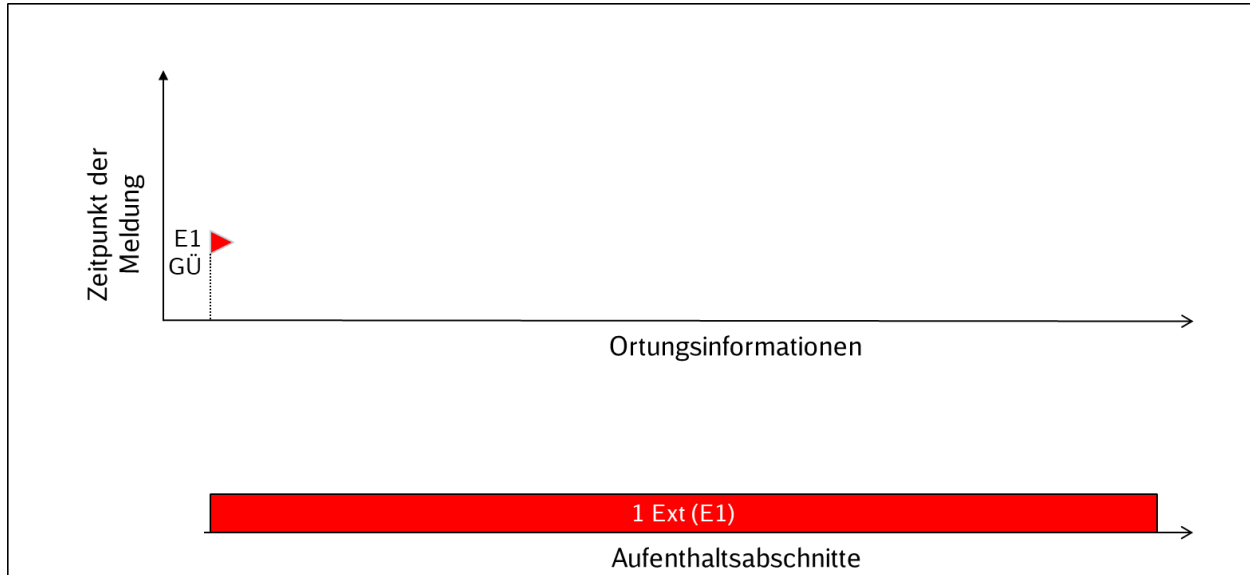 Zeitpunkt der
Meldung
E1
GÜ
Ortungsinformationen
1 Ext (E1)
Aufenthaltsabschnitte